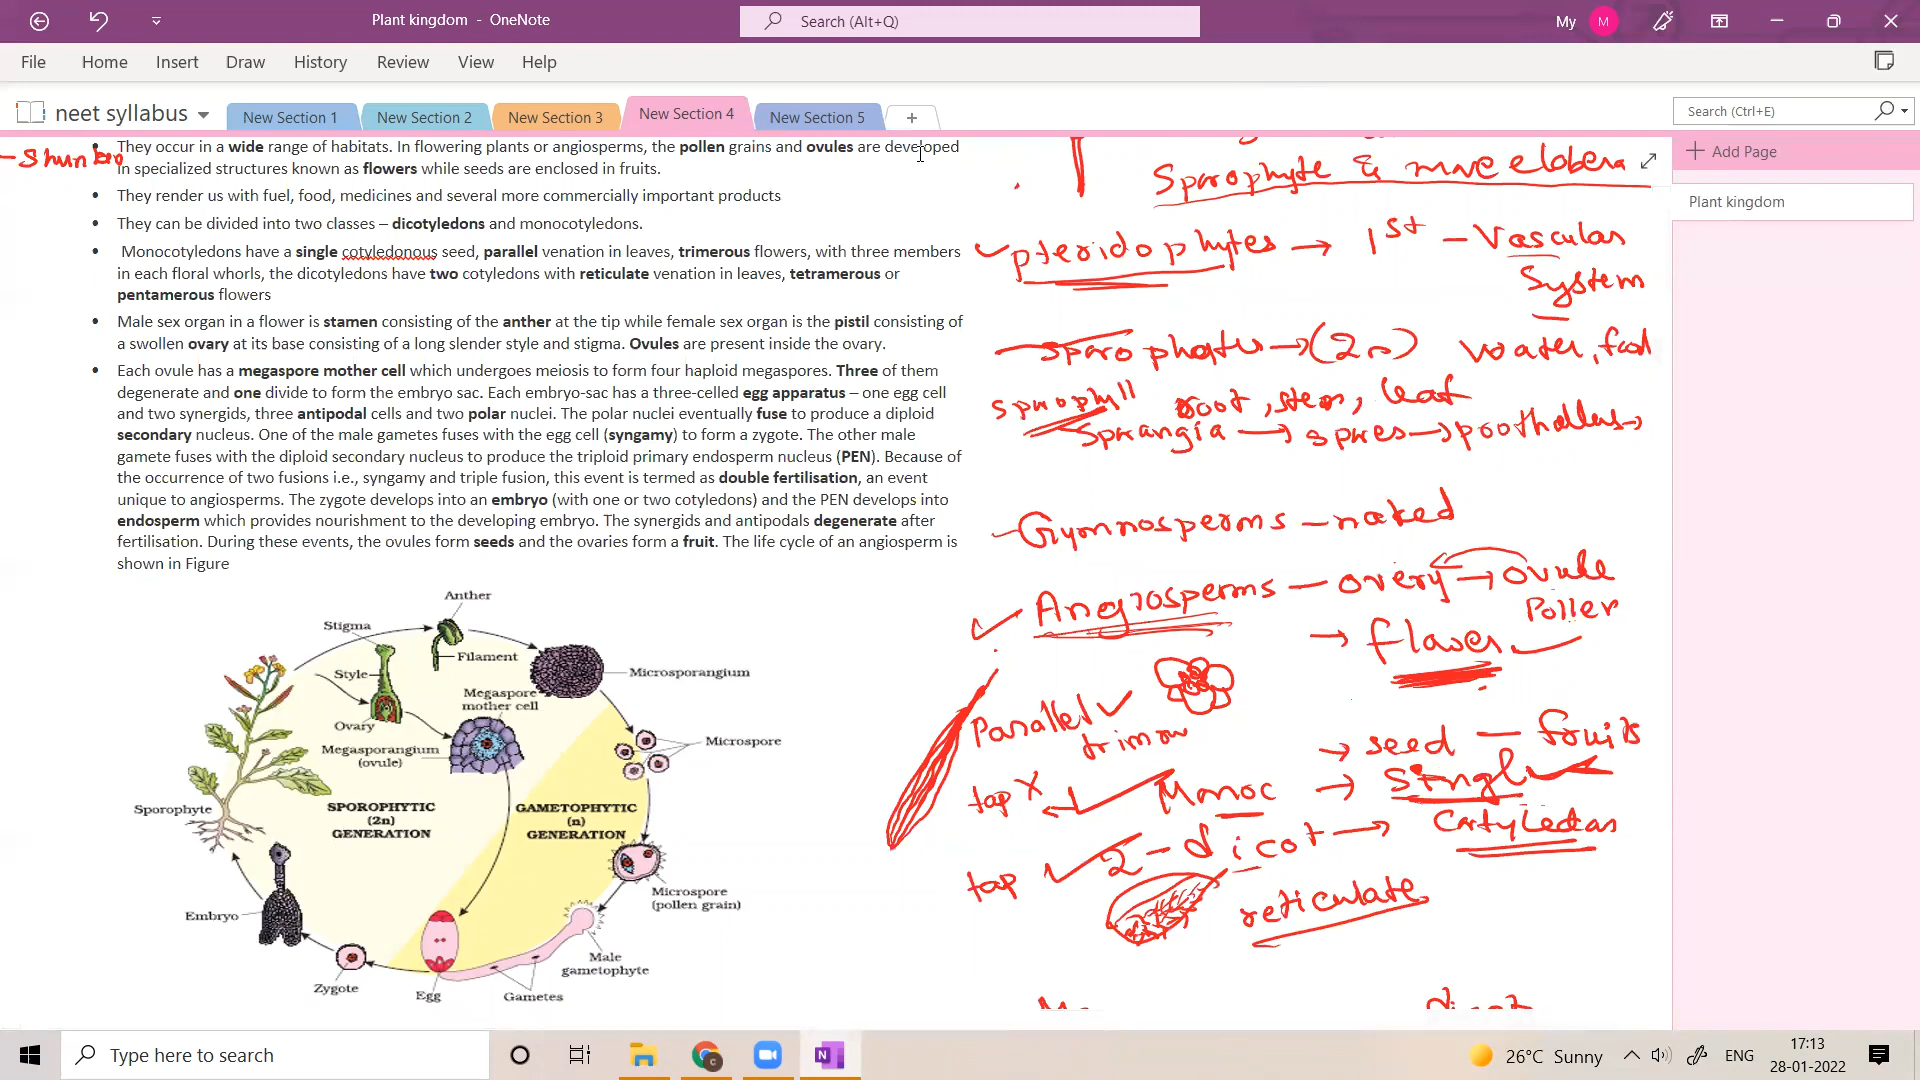 Plant kingdom - OneNote
Search (Alt+Q)
My
M
File Home Insert Draw History Review View Help
neet syllabus
New Section 1
New Section 2
New Section 3
New Section 4
New Section 5
+
Search (Ctrl+E)
Add Page
Plant kingdom
• They occur in a wide range of habitats. In flowering plants or angiosperms, the pollen grains and ovules are developed
in specialized structures known as flowers while seeds are enclosed in fruits.
• They render us with fuel, food, medicines and several more commercially important products
• They can be divided into two classes – dicotyledons and monocotyledons.
• Monocotyledons have a single cotyledonous seed, parallel venation in leaves, trimerous flowers, with three members
in each floral whorls, the dicotyledons have two cotyledons with reticulate venation in leaves, tetramerous or
pentamerous flowers
• Male sex organ in a flower is stamen consisting of the anther at the tip while female sex organ is the pistil consisting of
a swollen ovary at its base consisting of a long slender style and stigma. Ovules are present inside the ovary.
• Each ovule has a megaspore mother cell which undergoes meiosis to form four haploid megaspores. Three of them
degenerate and one divide to form the embryo sac. Each embryo-sac has a three-celled egg apparatus – one egg cell
and two synergids, three antipodal cells and two polar nuclei. The polar nuclei eventually fuse to produce a diploid
secondary nucleus. One of the male gametes fuses with the egg cell (syngamy) to form a zygote. The other male
gamete fuses with the diploid secondary nucleus to produce the triploid primary endosperm nucleus (PEN). Because of
the occurrence of two fusions i.e., syngamy and triple fusion, this event is termed as double fertilisation, an event
unique to angiosperms. The zygote develops into an embryo (with one or two cotyledons) and the PEN develops into
endosperm which provides nourishment to the developing embryo. The synergids and antipodals degenerate after
fertilisation. During these events, the ovules form seeds and the ovaries form a fruit. The life cycle of an angiosperm is
shown in Figure
Anther
Stigma
Filament
Style
Microsporangium
Megaspore
mother cell
Ovary
Microspore
Megasporangium
(ovule)
Sporophyte
SPOROPHYTIC
(2n)
GENERATION
GAMETOPHYTIC
(n)
GENERATION
Microspore
(pollen grain)
Embryo
Male
gametophyte
Zygote
Egg
Gametes
Sporophyte &
pteridophytes → 1st - Vascular
System
(2n) water, food
sporophyll root, stem, leaf
Sporangia → spores →
Gymnosperms - naked
Angiosperms - overy → ovule
→ flower
Parallel
→ seed - fruits
tap x Monoc → Singl
tap 2 - dicot →
reticulate
dicot
Type here to search
26°C Sunny
ENG
17:13
28-01-2022